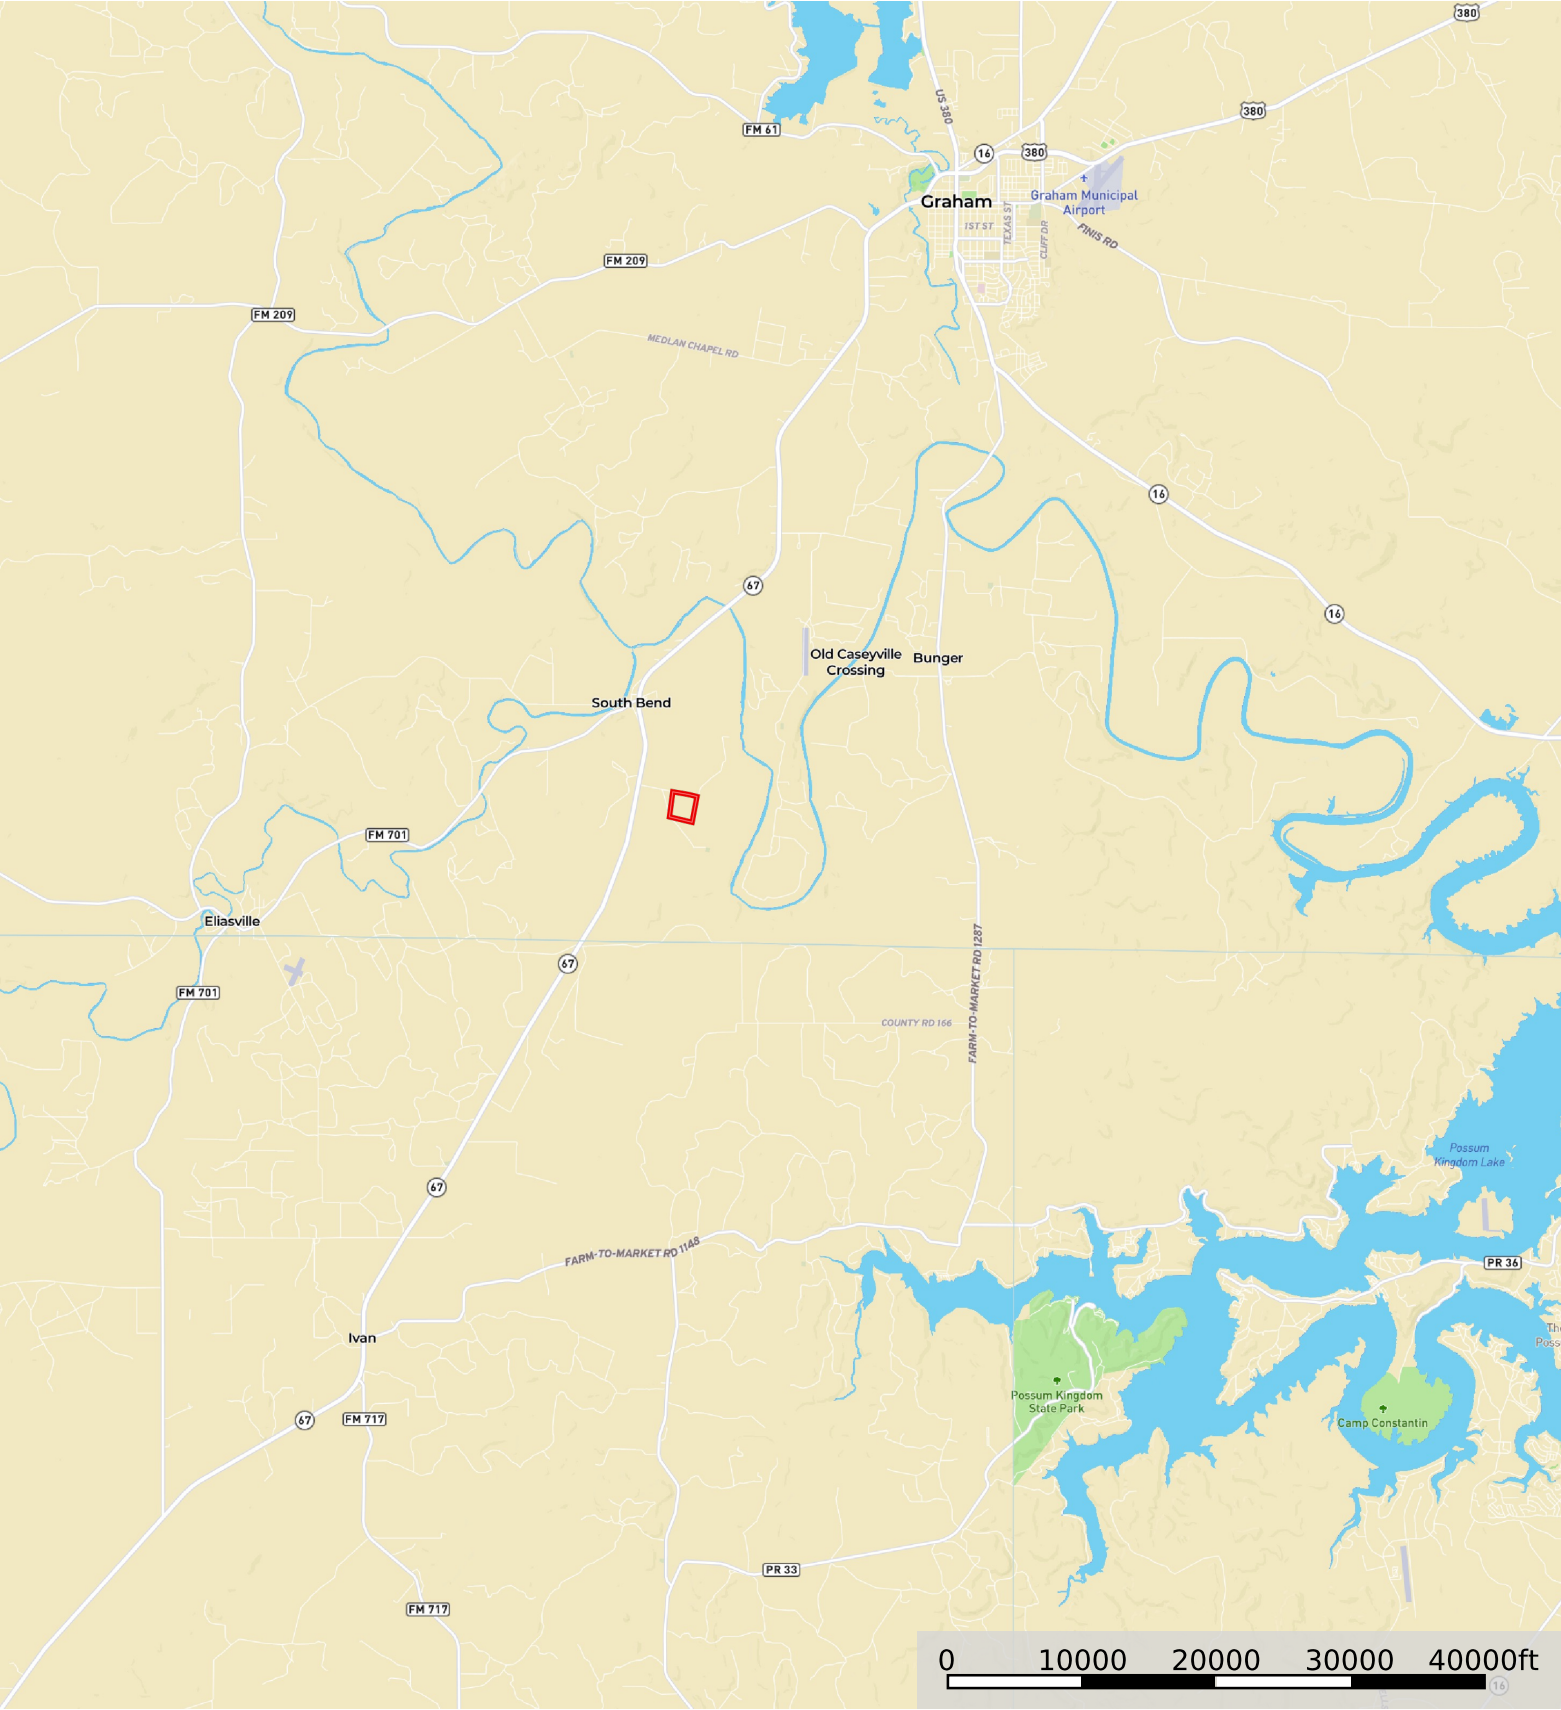 380
US 380
380
FM 61
16
380
Graham Municipal
Airport
Graham
TEXAS ST
1ST ST
CLIFF DR
FINIS RD
FM 209
FM 209
MEDLAN CHAPEL RD
16
67
16
Old Caseyville
Crossing
Bunger
South Bend
FM 701
Eliasville
67
FM 701
FARM-TO-MARKET RD 1287
COUNTY RD 166
Possum
Kingdom Lake
67
FARM-TO-MARKET RD 1148
PR 36
Ivan
Possum Kingdom
State Park
Camp Constantin
67
FM 717
PR 33
FM 717
0 10000 20000 30000 40000ft
16